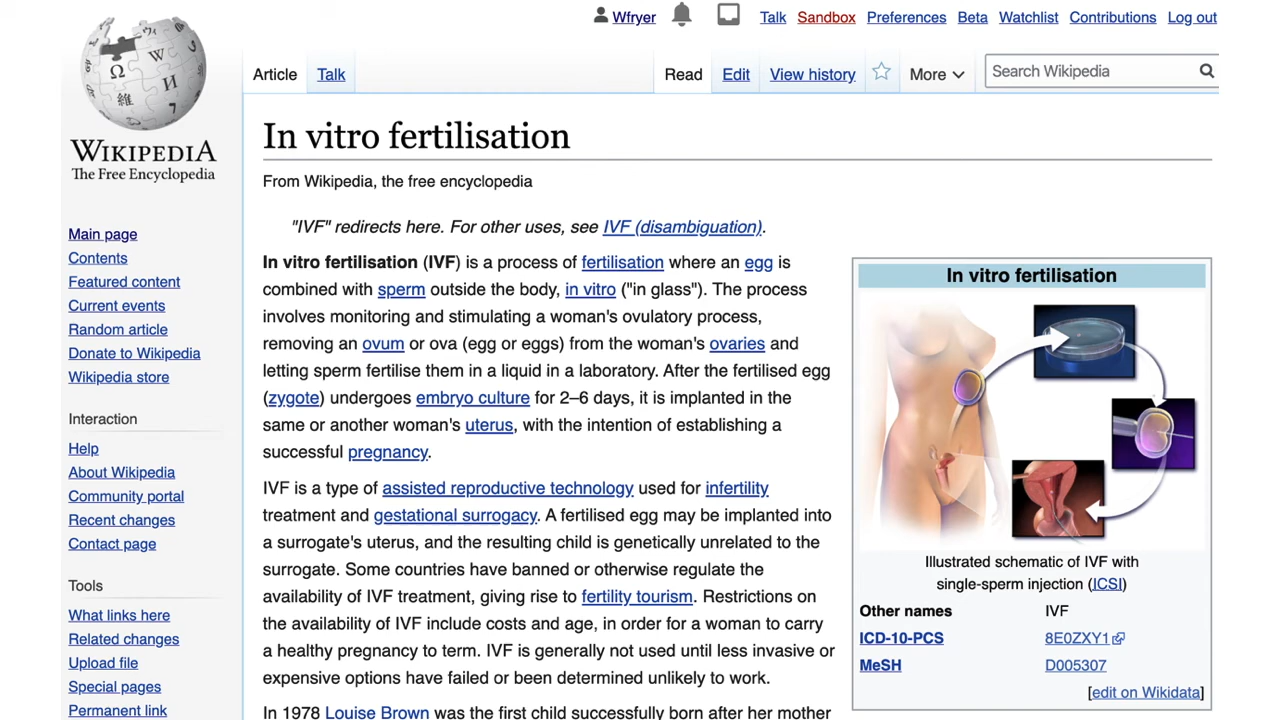 Wfryer Talk Sandbox Preferences Beta Watchlist Contributions Log out
Article Talk Read Edit View history More Search Wikipedia
WIKIPEDIA
The Free Encyclopedia
Main page
Contents
Featured content
Current events
Random article
Donate to Wikipedia
Wikipedia store
Interaction
Help
About Wikipedia
Community portal
Recent changes
Contact page
Tools
What links here
Related changes
Upload file
Special pages
Permanent link
In vitro fertilisation
From Wikipedia, the free encyclopedia
"IVF" redirects here. For other uses, see IVF (disambiguation).
In vitro fertilisation (IVF) is a process of fertilisation where an egg is
combined with sperm outside the body, in vitro ("in glass"). The process
involves monitoring and stimulating a woman's ovulatory process,
removing an ovum or ova (egg or eggs) from the woman's ovaries and
letting sperm fertilise them in a liquid in a laboratory. After the fertilised egg
(zygote) undergoes embryo culture for 2–6 days, it is implanted in the
same or another woman's uterus, with the intention of establishing a
successful pregnancy.
IVF is a type of assisted reproductive technology used for infertility
treatment and gestational surrogacy. A fertilised egg may be implanted into
a surrogate's uterus, and the resulting child is genetically unrelated to the
surrogate. Some countries have banned or otherwise regulate the
availability of IVF treatment, giving rise to fertility tourism. Restrictions on
the availability of IVF include costs and age, in order for a woman to carry
a healthy pregnancy to term. IVF is generally not used until less invasive or
expensive options have failed or been determined unlikely to work.
In 1978 Louise Brown was the first child successfully born after her mother
In vitro fertilisation
Illustrated schematic of IVF with
single-sperm injection (ICSI)
Other names IVF
ICD-10-PCS 8E0ZXY1
MeSH D005307
[edit on Wikidata]